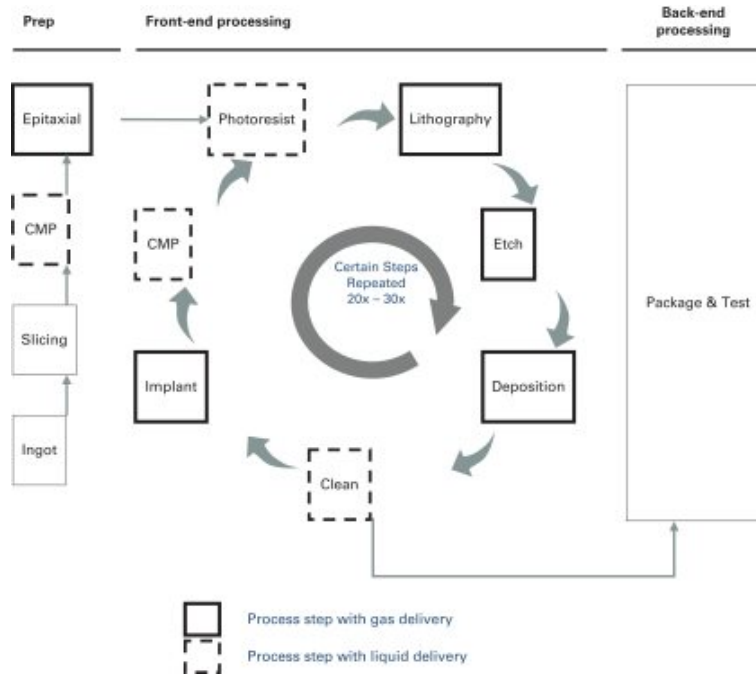 Prep
Front-end processing
Back-end
processing
Epitaxial
Photoresist
Lithography
CMP
CMP
Etch
Certain Steps
Repeated
20x – 30x
Package & Test
Slicing
Implant
Deposition
Ingot
Clean
Process step with gas delivery
Process step with liquid delivery